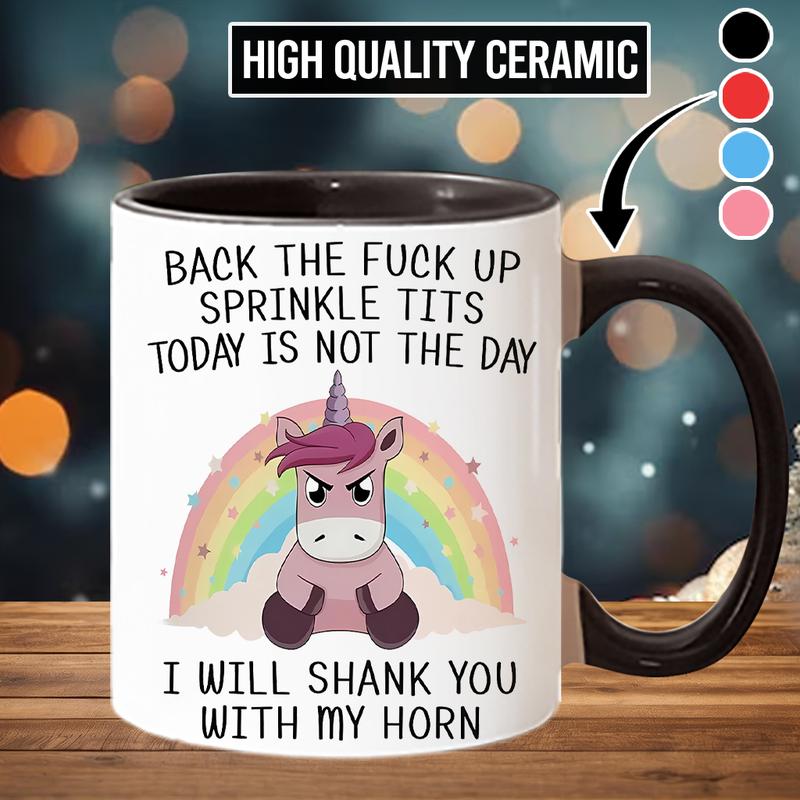 HIGH QUALITY CERAMIC
BACK THE FUCK UP
SPRINKLE TITS
TODAY IS NOT THE DAY
I WILL SHANK YOU
WITH MY HORN